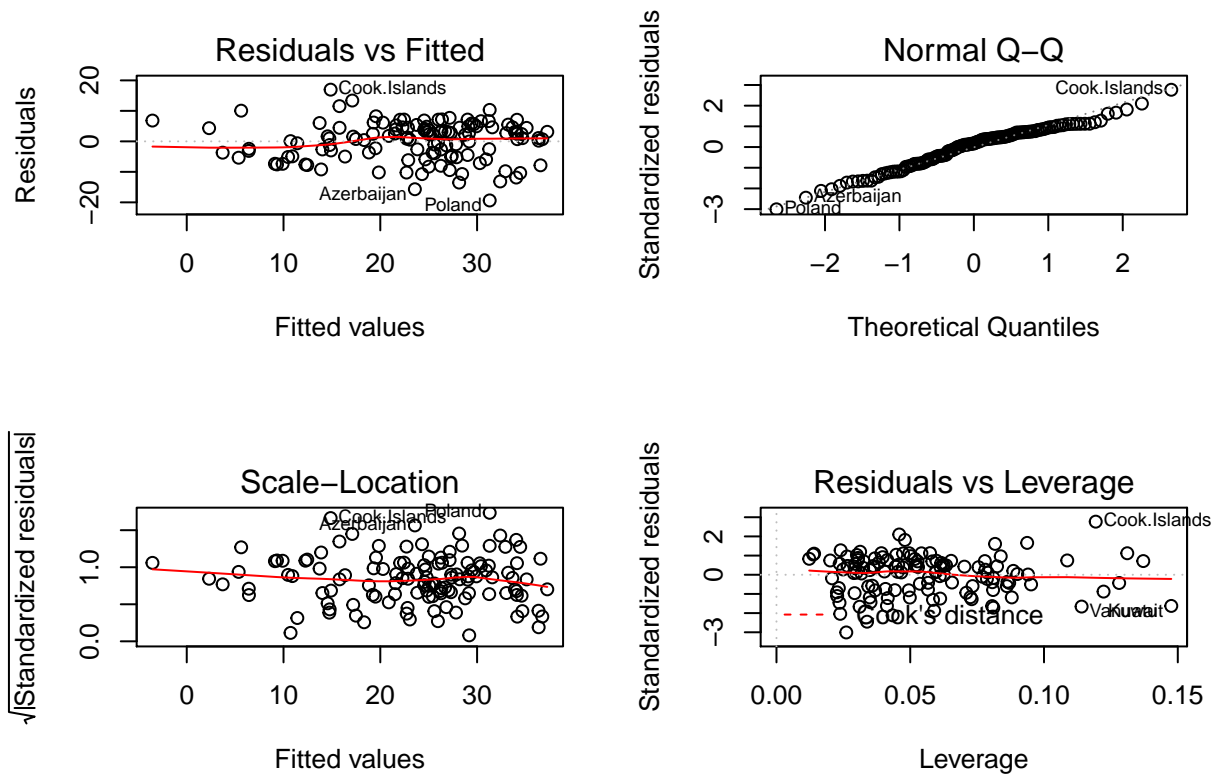 Residuals vs Fitted
Residuals
20
0
−20
Cook.Islands
Azerbaijan
Poland
0 10 20 30
Fitted values
Normal Q−Q
Standardized residuals
2
0
−3
Cook.Islands
Azerbaijan
Poland
−2 −1 0 1 2
Theoretical Quantiles
Scale−Location
√|Standardized residuals|
1.0
0.0
Cook.Islands
Poland
Azerbaijan
0 10 20 30
Fitted values
Residuals vs Leverage
Standardized residuals
2
0
−3
Cook.Islands
Cook's distance
Vanuatu
Kuwait
0.00 0.05 0.10 0.15
Leverage